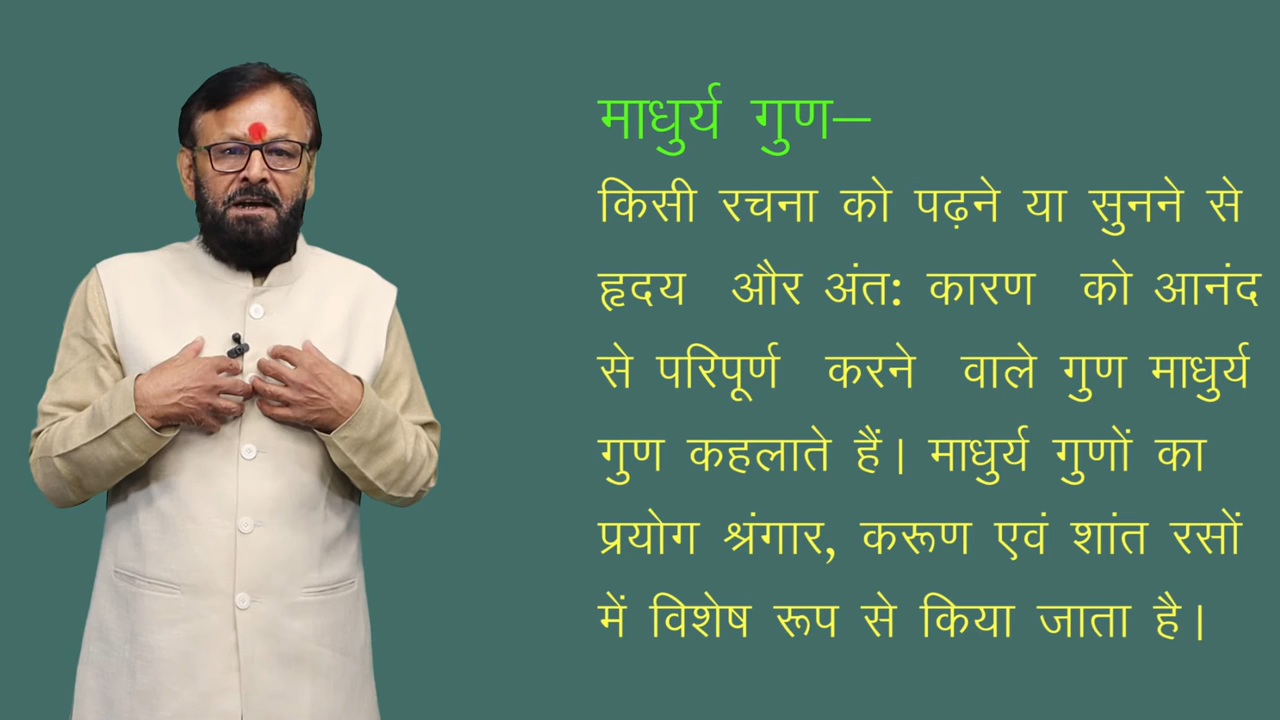 माधुर्य गुण—
किसी रचना को पढ़ने या सुनने से
हृदय और अंत: कारण को आनंद
से परिपूर्ण करने वाले गुण माधुर्य
गुण कहलाते हैं। माधुर्य गुणों का
प्रयोग श्रंगार, करूण एवं शांत रसों
में विशेष रूप से किया जाता है।